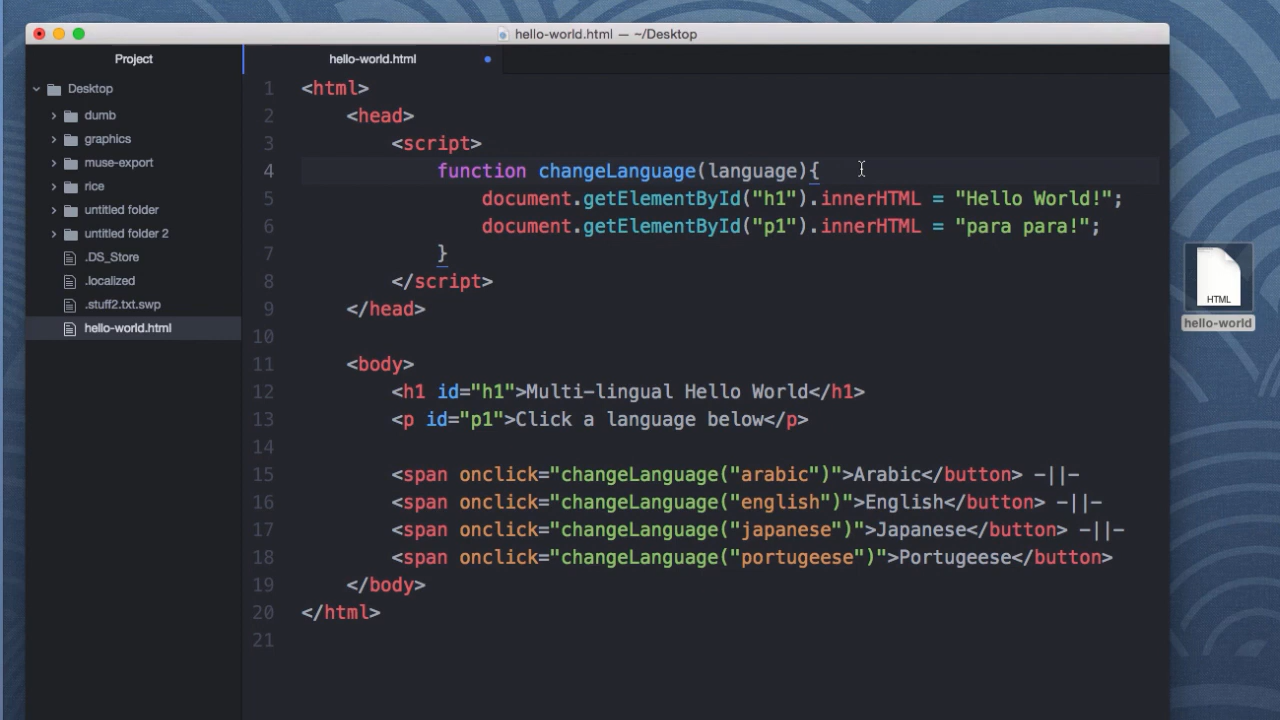 hello-world.html — ~/Desktop
Project
hello-world.html
Desktop
dumb
graphics
muse-export
rice
untitled folder
untitled folder 2
.DS_Store
.localized
.stuff2.txt.swp
hello-world.html
1 <html>
2 <head>
3 <script>
4 function changeLanguage(language){
5 document.getElementById("h1").innerHTML = "Hello World!";
6 document.getElementById("p1").innerHTML = "para para!";
7 }
8 </script>
9 </head>
10
11 <body>
12 <h1 id="h1">Multi-lingual Hello World</h1>
13 <p id="p1">Click a language below</p>
14
15 <span onclick="changeLanguage("arabic")">Arabic</button> -||-
16 <span onclick="changeLanguage("english")">English</button> -||-
17 <span onclick="changeLanguage("japanese")">Japanese</button> -||-
18 <span onclick="changeLanguage("portugeese")">Portugeese</button>
19 </body>
20 </html>
21
HTML
hello-world